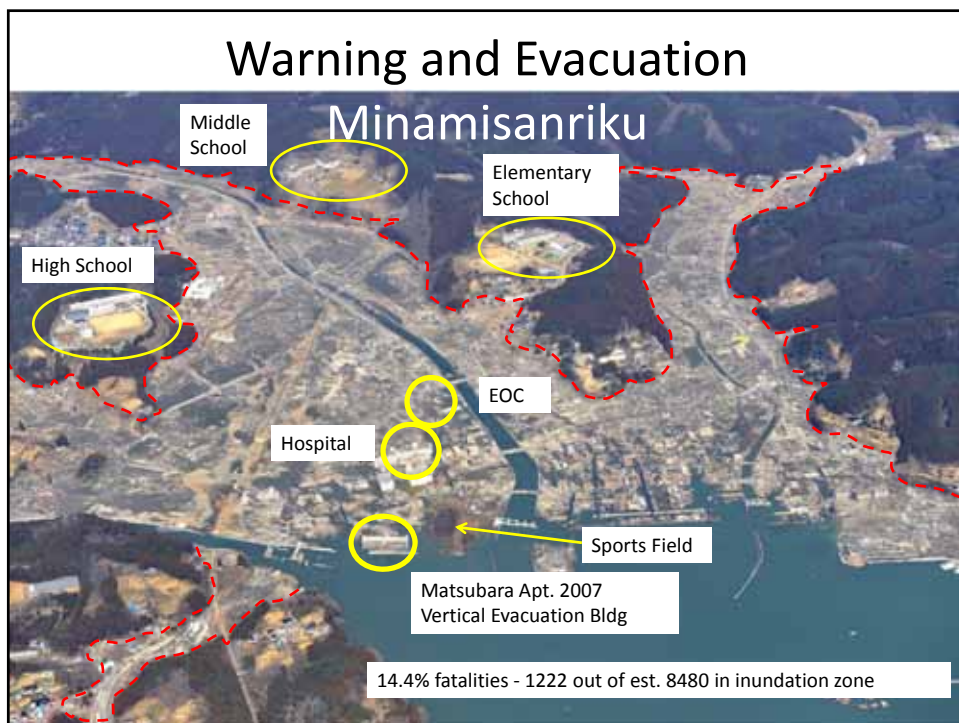 Warning and Evacuation
Minamisanriku
Middle
School
Elementary
School
High School
EOC
Hospital
Sports Field
Matsubara Apt. 2007
Vertical Evacuation Bldg
14.4% fatalities - 1222 out of est. 8480 in inundation zone